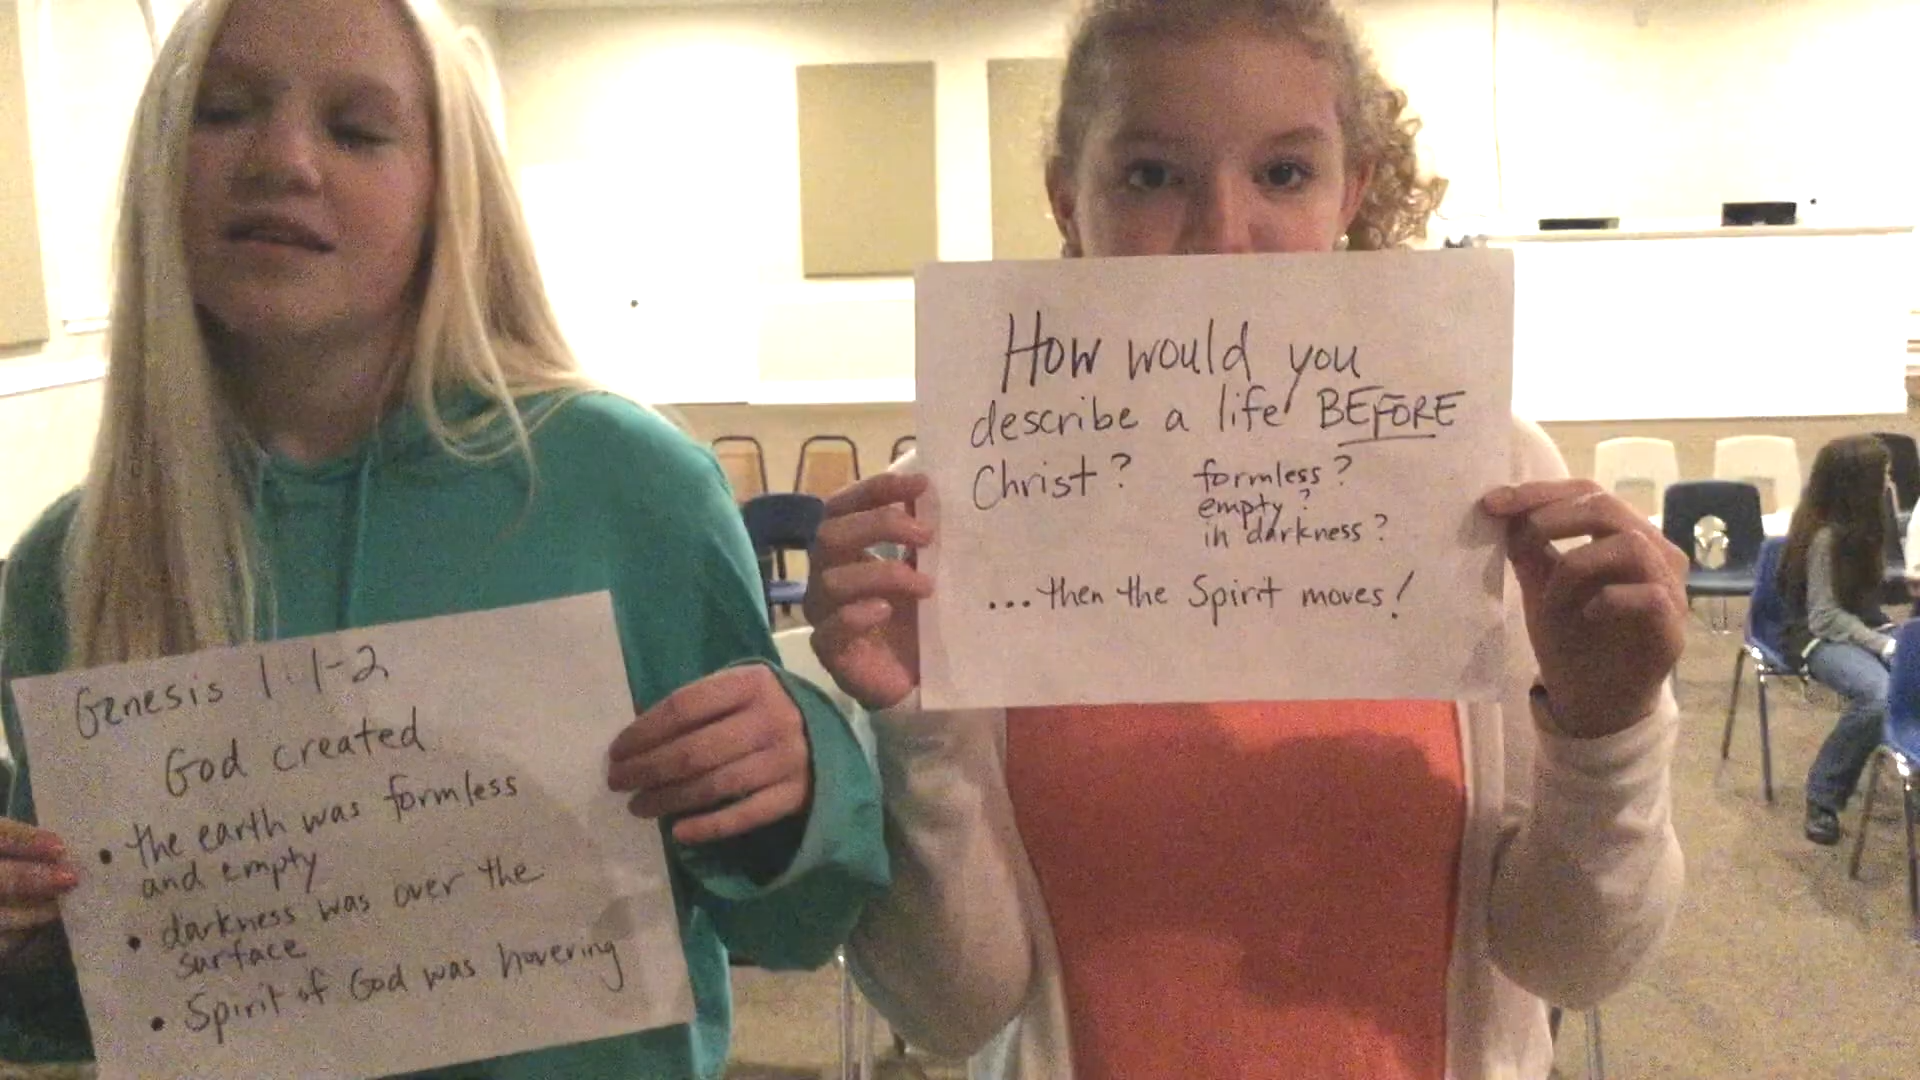 Genesis 1:1-2
God created
• the earth was formless
and empty
• darkness was over the
surface
• Spirit of God was hovering
How would you
describe a life BEFORE
Christ? formless?
empty?
in darkness?
...then the Spirit moves!